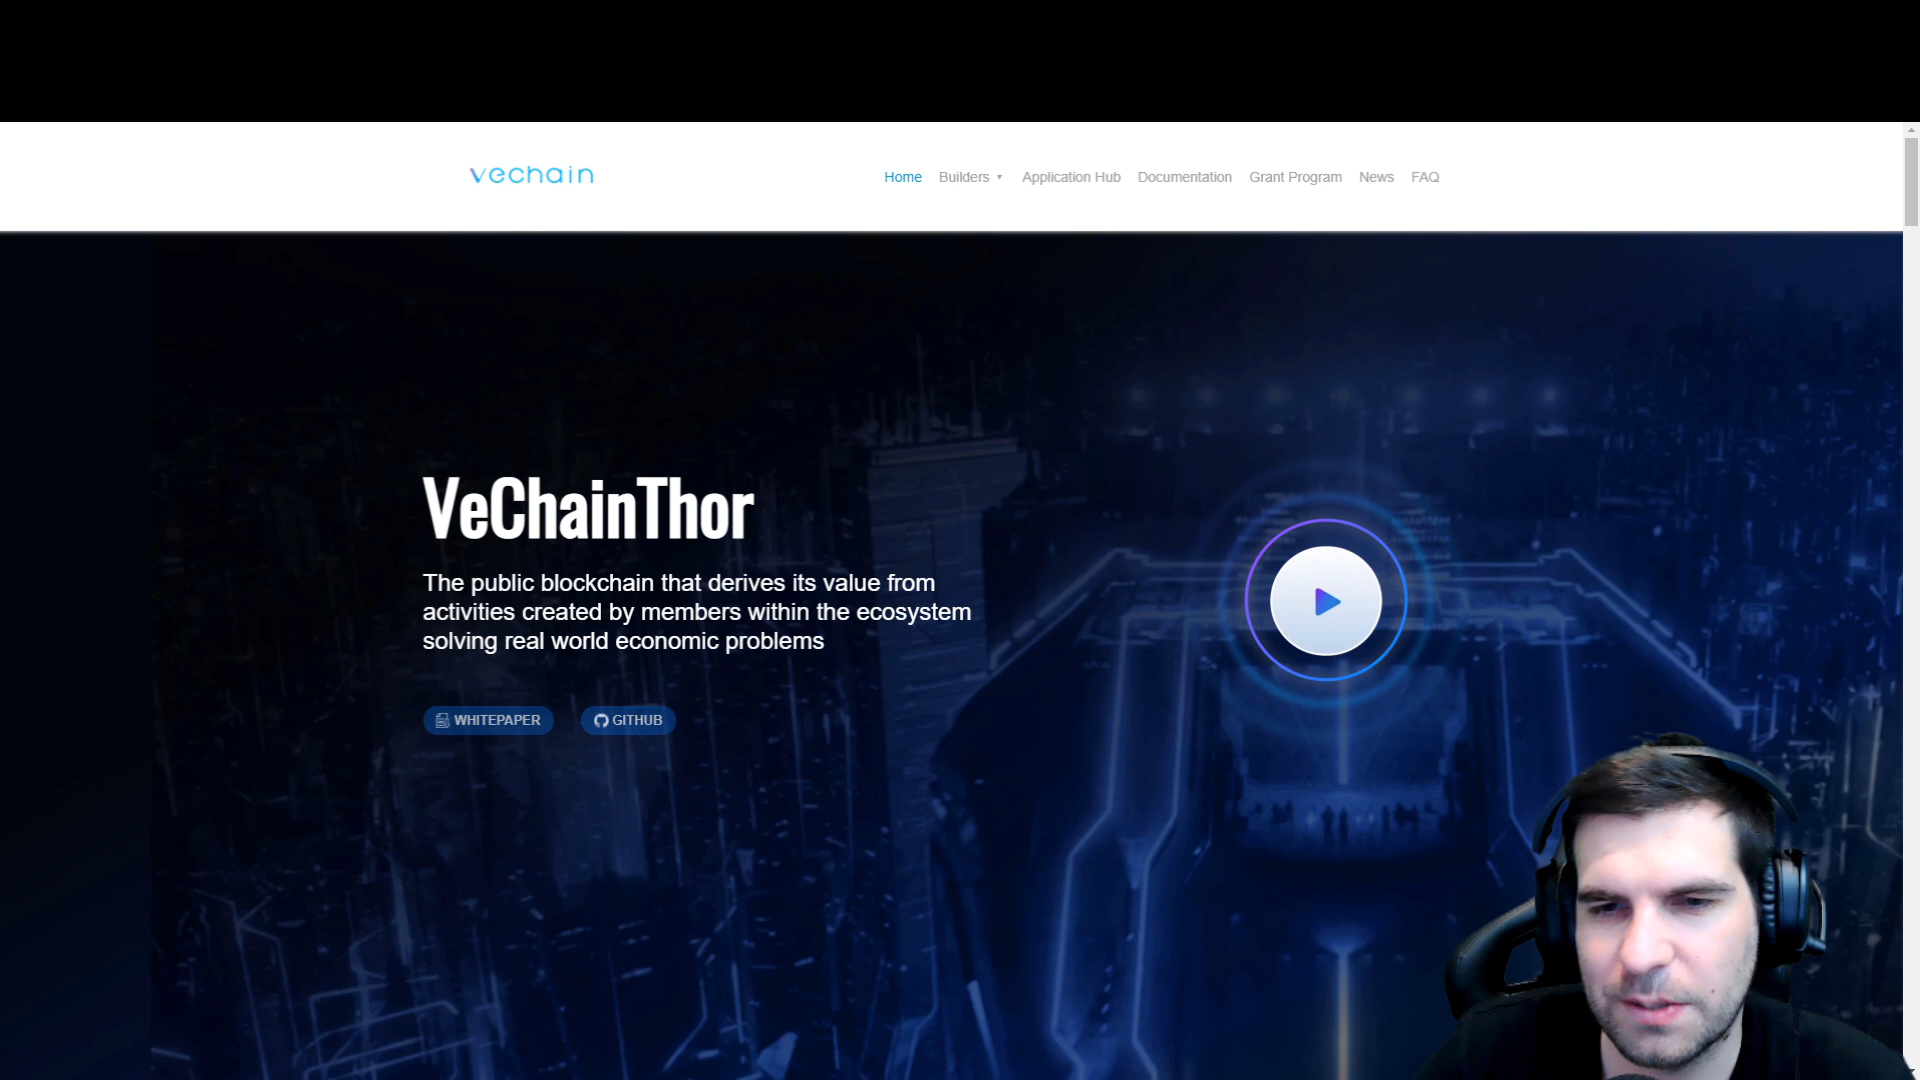 vechain
Home Builders Application Hub Documentation Grant Program News FAQ
VeChainThor
The public blockchain that derives its value from
activities created by members within the ecosystem
solving real world economic problems
WHITEPAPER GITHUB